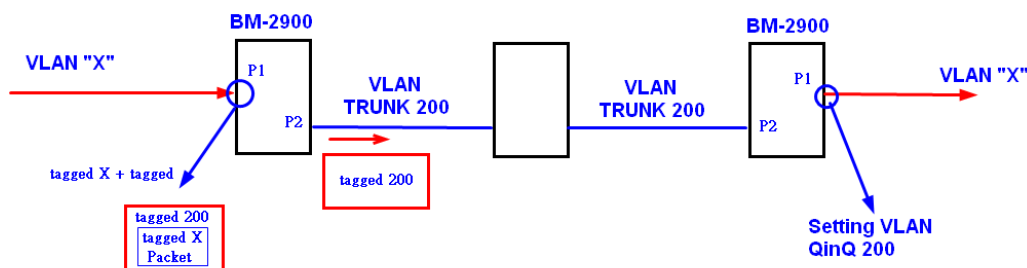 BM-2900
BM-2900
VLAN "X"
P1
VLAN
TRUNK 200
VLAN
TRUNK 200
P1
VLAN "X"
P2
P2
tagged X + tagged
tagged 200
tagged 200
tagged X
Packet
Setting VLAN
QinQ 200